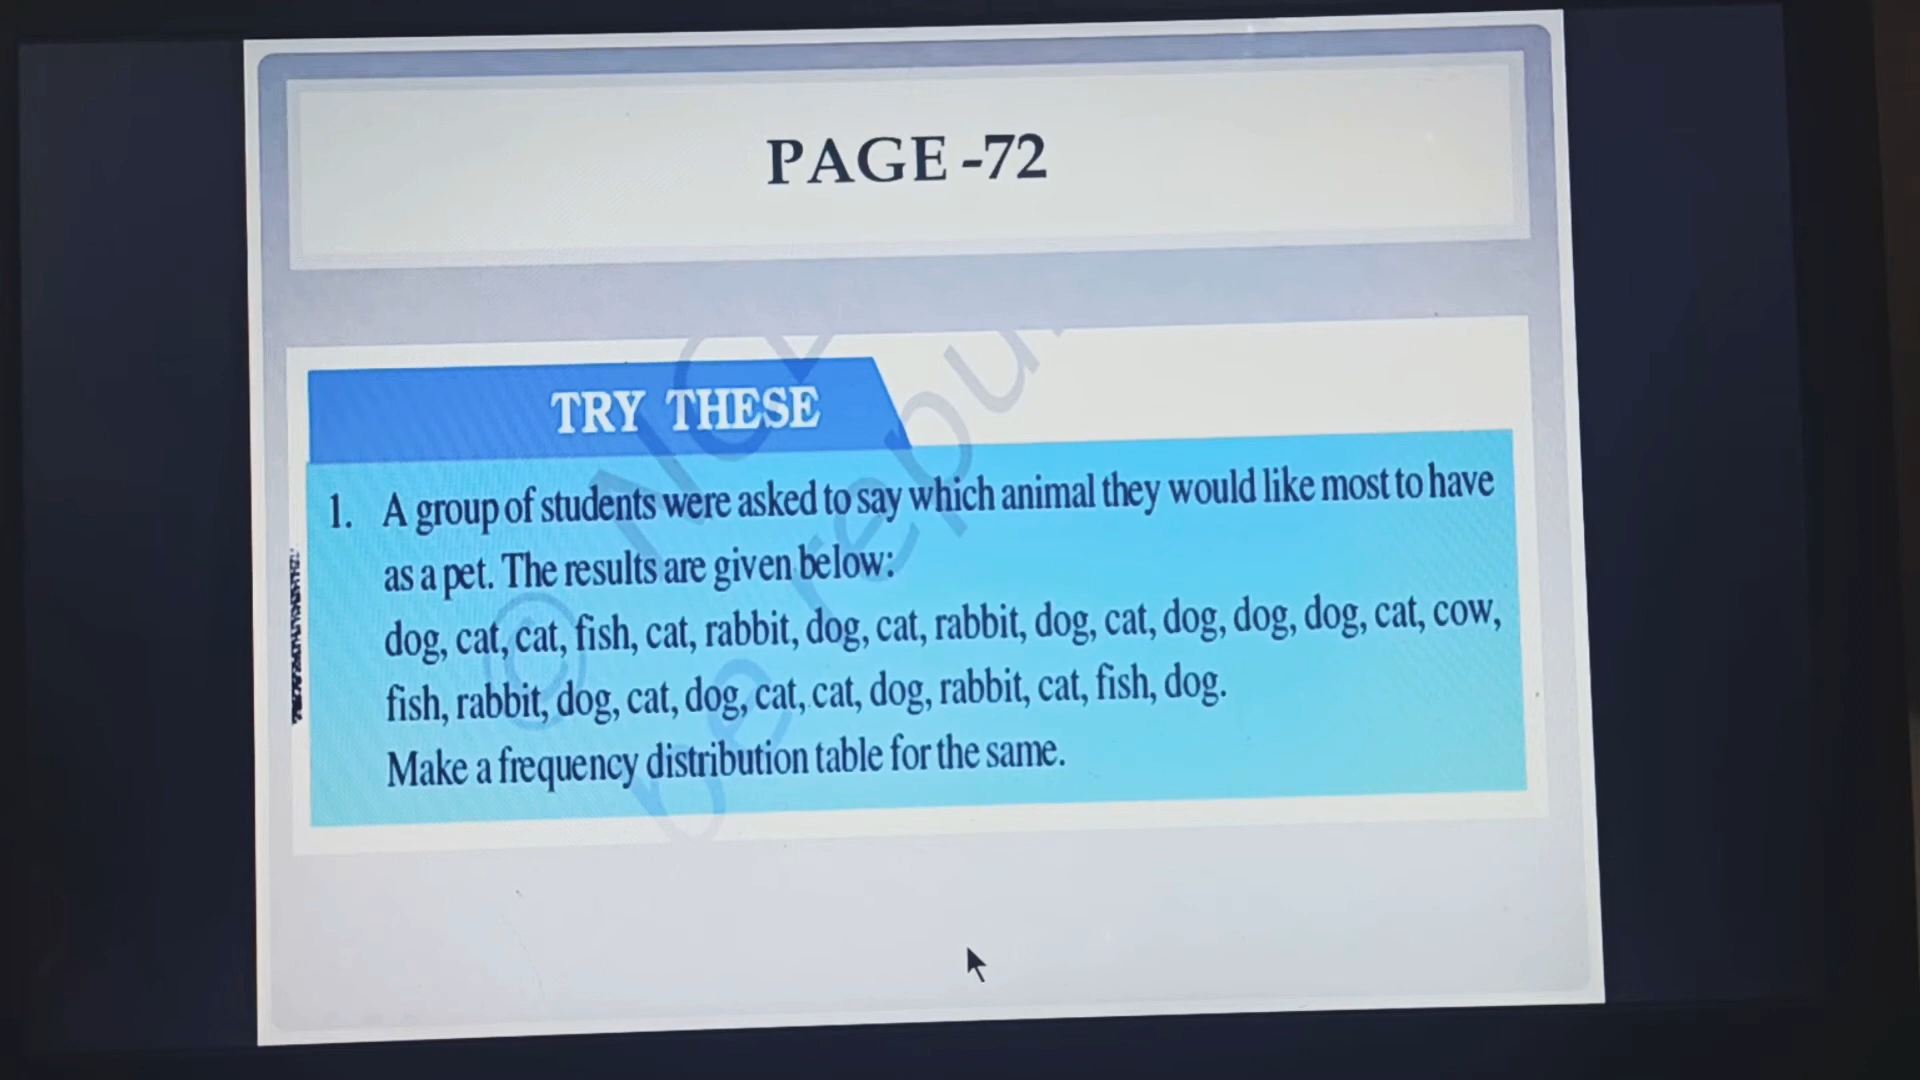 PAGE -72
TRY THESE
1. A group of students were asked to say which animal they would like most to have
as a pet. The results are given below:
dog, cat, cat, fish, cat, rabbit, dog, cat, rabbit, dog, cat, dog, dog, dog, cat, cow,
fish, rabbit, dog, cat, dog, cat, cat, dog, rabbit, cat, fish, dog.
Make a frequency distribution table for the same.